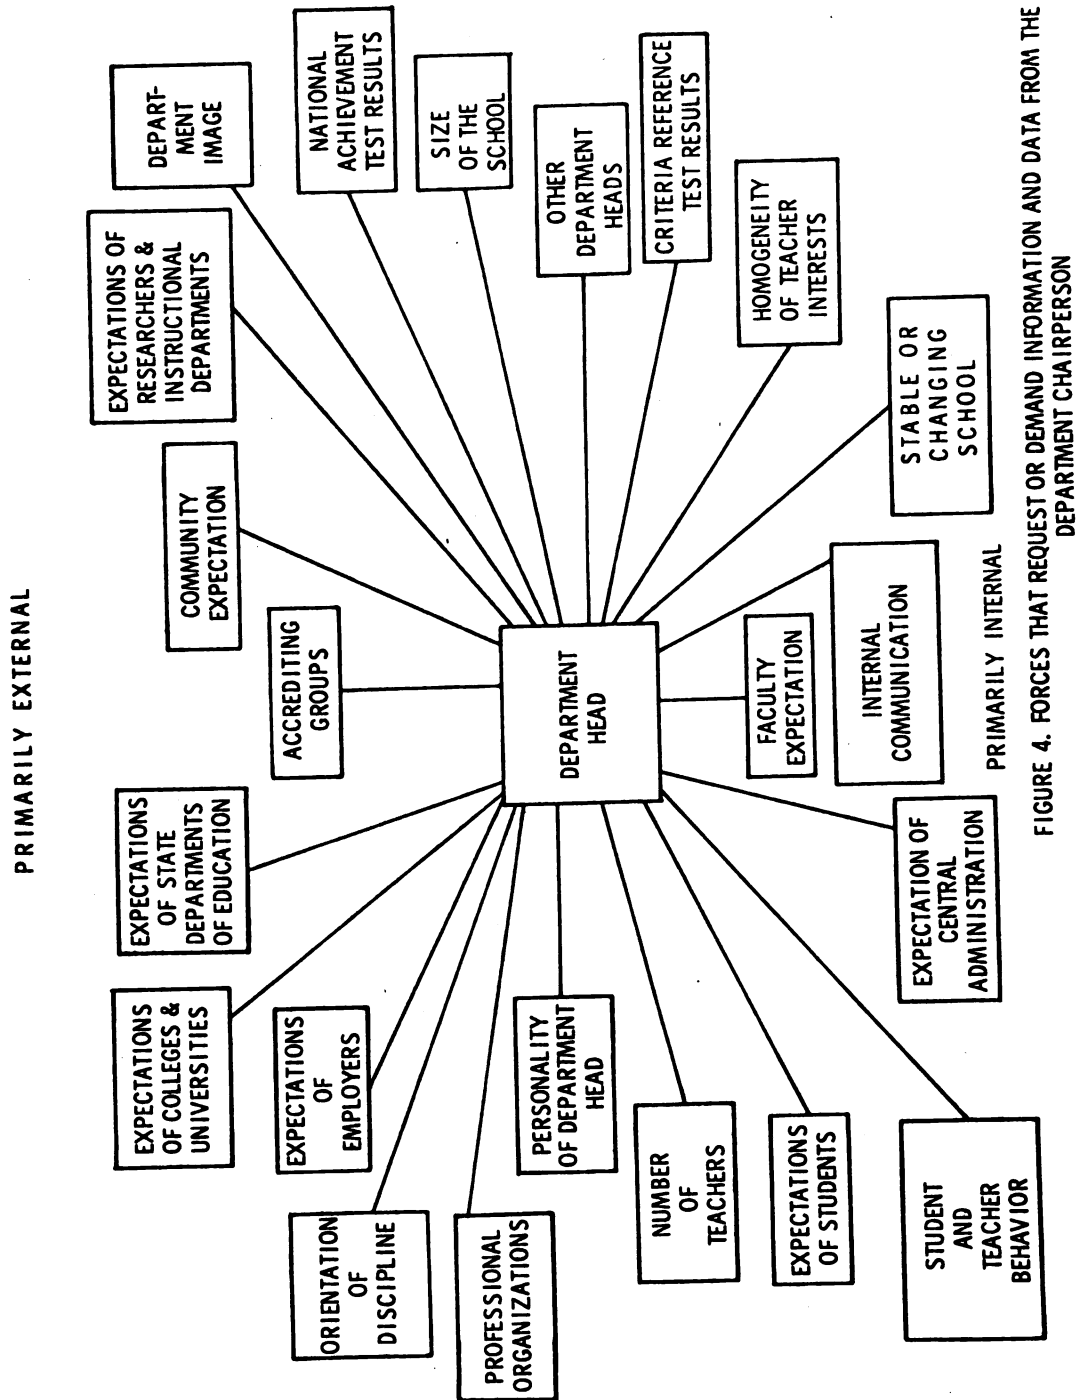 PRIMARILY EXTERNAL
EXPECTATIONS
OF COLLEGES &
UNIVERSITIES
EXPECTATIONS
OF STATE
DEPARTMENTS
OF EDUCATION
COMMUNITY
EXPECTATION
EXPECTATIONS OF
RESEARCHERS &
INSTRUCTIONAL
DEPARTMENTS
DEPART-
MENT
IMAGE
EXPECTATIONS
OF
EMPLOYERS
ACCREDITING
GROUPS
NATIONAL
ACHIEVEMENT
TEST RESULTS
ORIENTATION
OF
DISCIPLINE
SIZE
OF THE
SCHOOL
PROFESSIONAL
ORGANIZATIONS
PERSONALITY
OF DEPARTMENT
HEAD
DEPARTMENT
HEAD
OTHER
DEPARTMENT
HEADS
NUMBER
OF
TEACHERS
CRITERIA REFERENCE
TEST RESULTS
EXPECTATIONS
OF STUDENTS
FACULTY
EXPECTATION
HOMOGENEITY
OF TEACHER
INTERESTS
STUDENT
AND
TEACHER
BEHAVIOR
EXPECTATION OF
CENTRAL
ADMINISTRATION
INTERNAL
COMMUNICATION
STABLE OR
CHANGING
SCHOOL
PRIMARILY INTERNAL
FIGURE 4. FORCES THAT REQUEST OR DEMAND INFORMATION AND DATA FROM THE
DEPARTMENT CHAIRPERSON